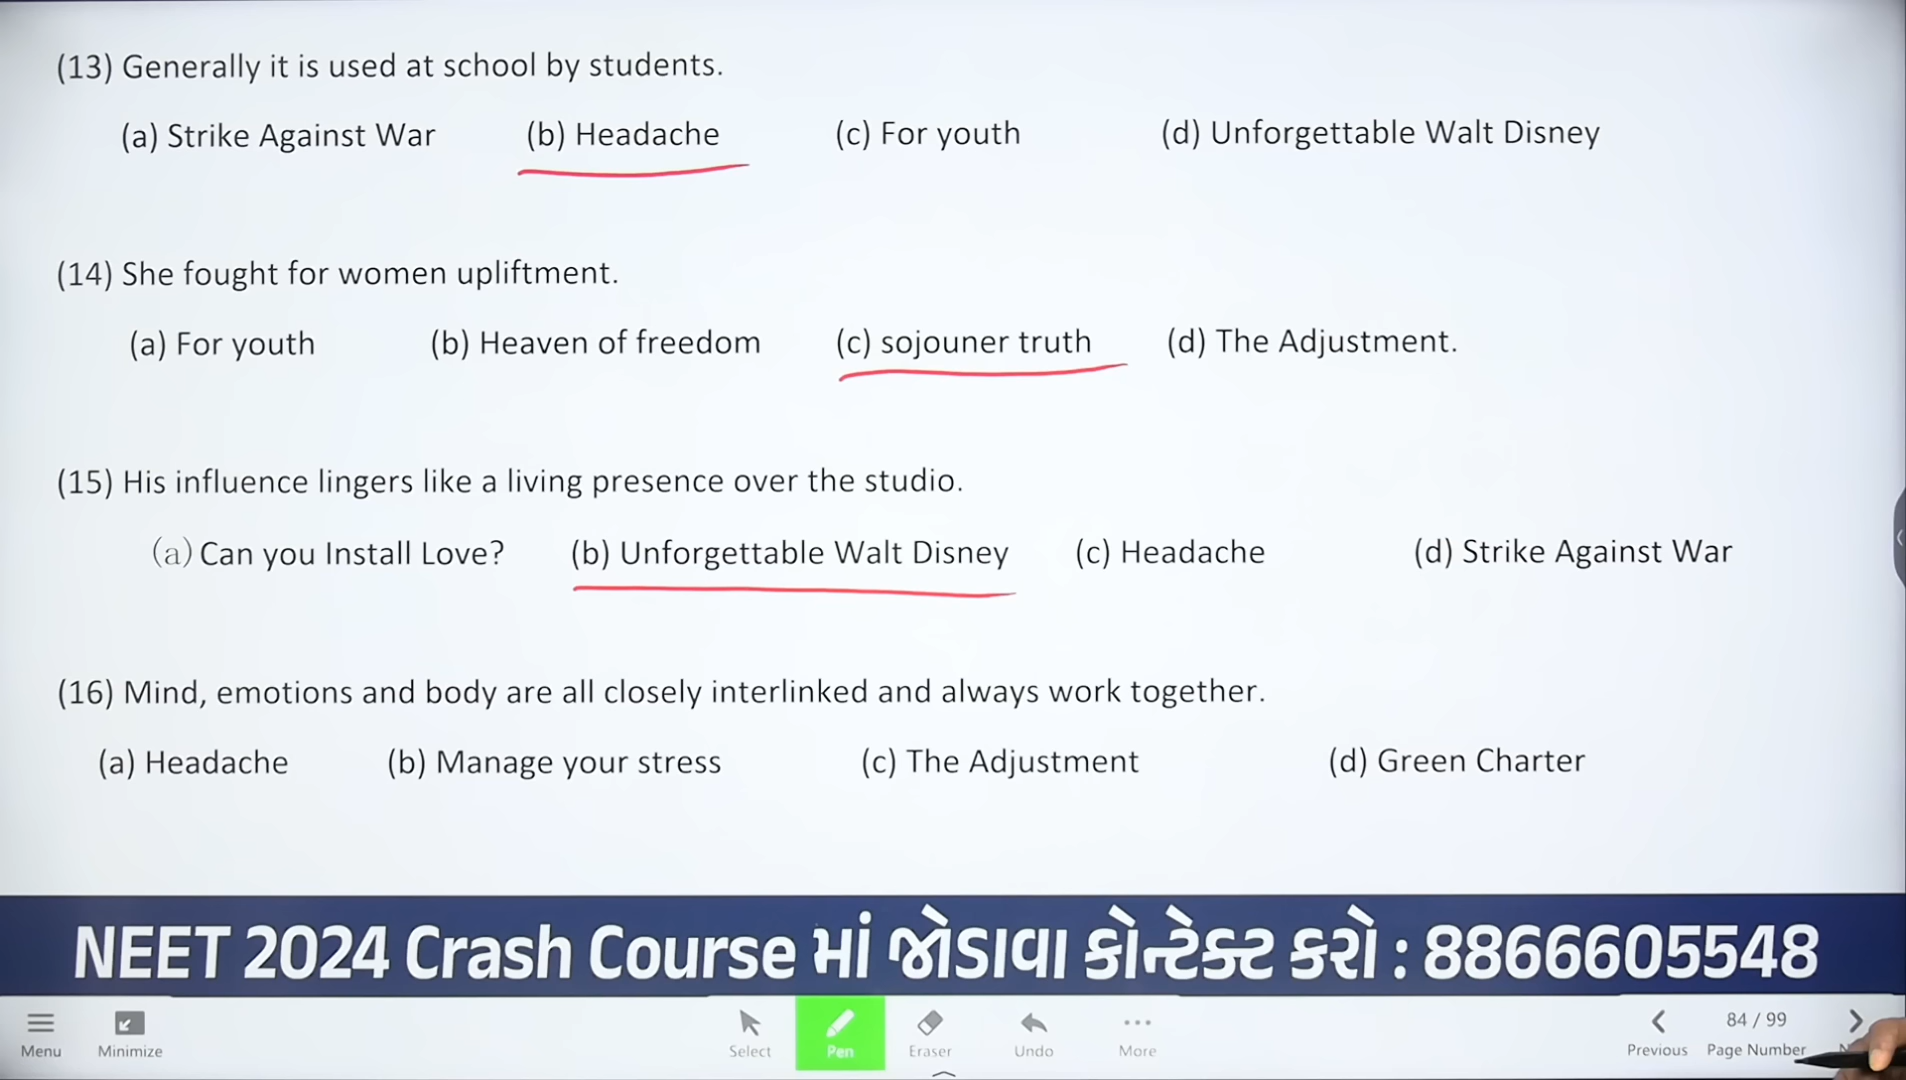 (13) Generally it is used at school by students.
(a) Strike Against War (b) Headache (c) For youth (d) Unforgettable Walt Disney
(14) She fought for women upliftment.
(a) For youth (b) Heaven of freedom (c) sojouner truth (d) The Adjustment.
(15) His influence lingers like a living presence over the studio.
(a) Can you Install Love? (b) Unforgettable Walt Disney (c) Headache (d) Strike Against War
(16) Mind, emotions and body are all closely interlinked and always work together.
(a) Headache (b) Manage your stress (c) The Adjustment (d) Green Charter
NEET 2024 Crash Course માં જોડાવા કોન્ટેક્ટ કરો : 8866605548
Menu Minimize Select Pen Eraser Undo More Previous 84 / 99 Page Number